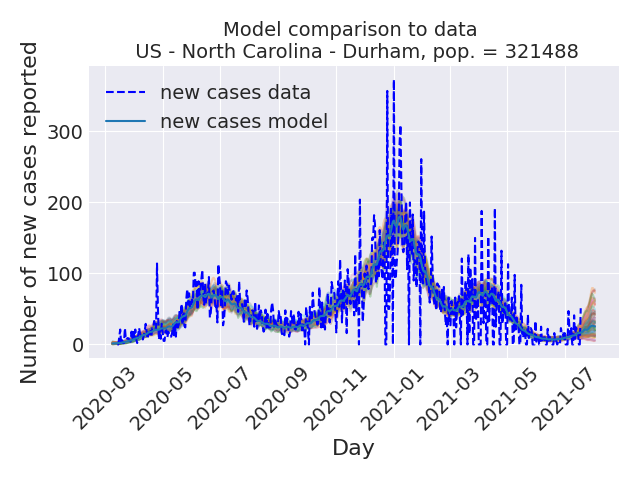 Model comparison to data
US - North Carolina - Durham, pop. = 321488
Number of new cases reported
new cases data
new cases model
300
200
100
0
2020-03
2020-05
2020-07
2020-09
2020-11
2021-01
2021-03
2021-05
2021-07
Day